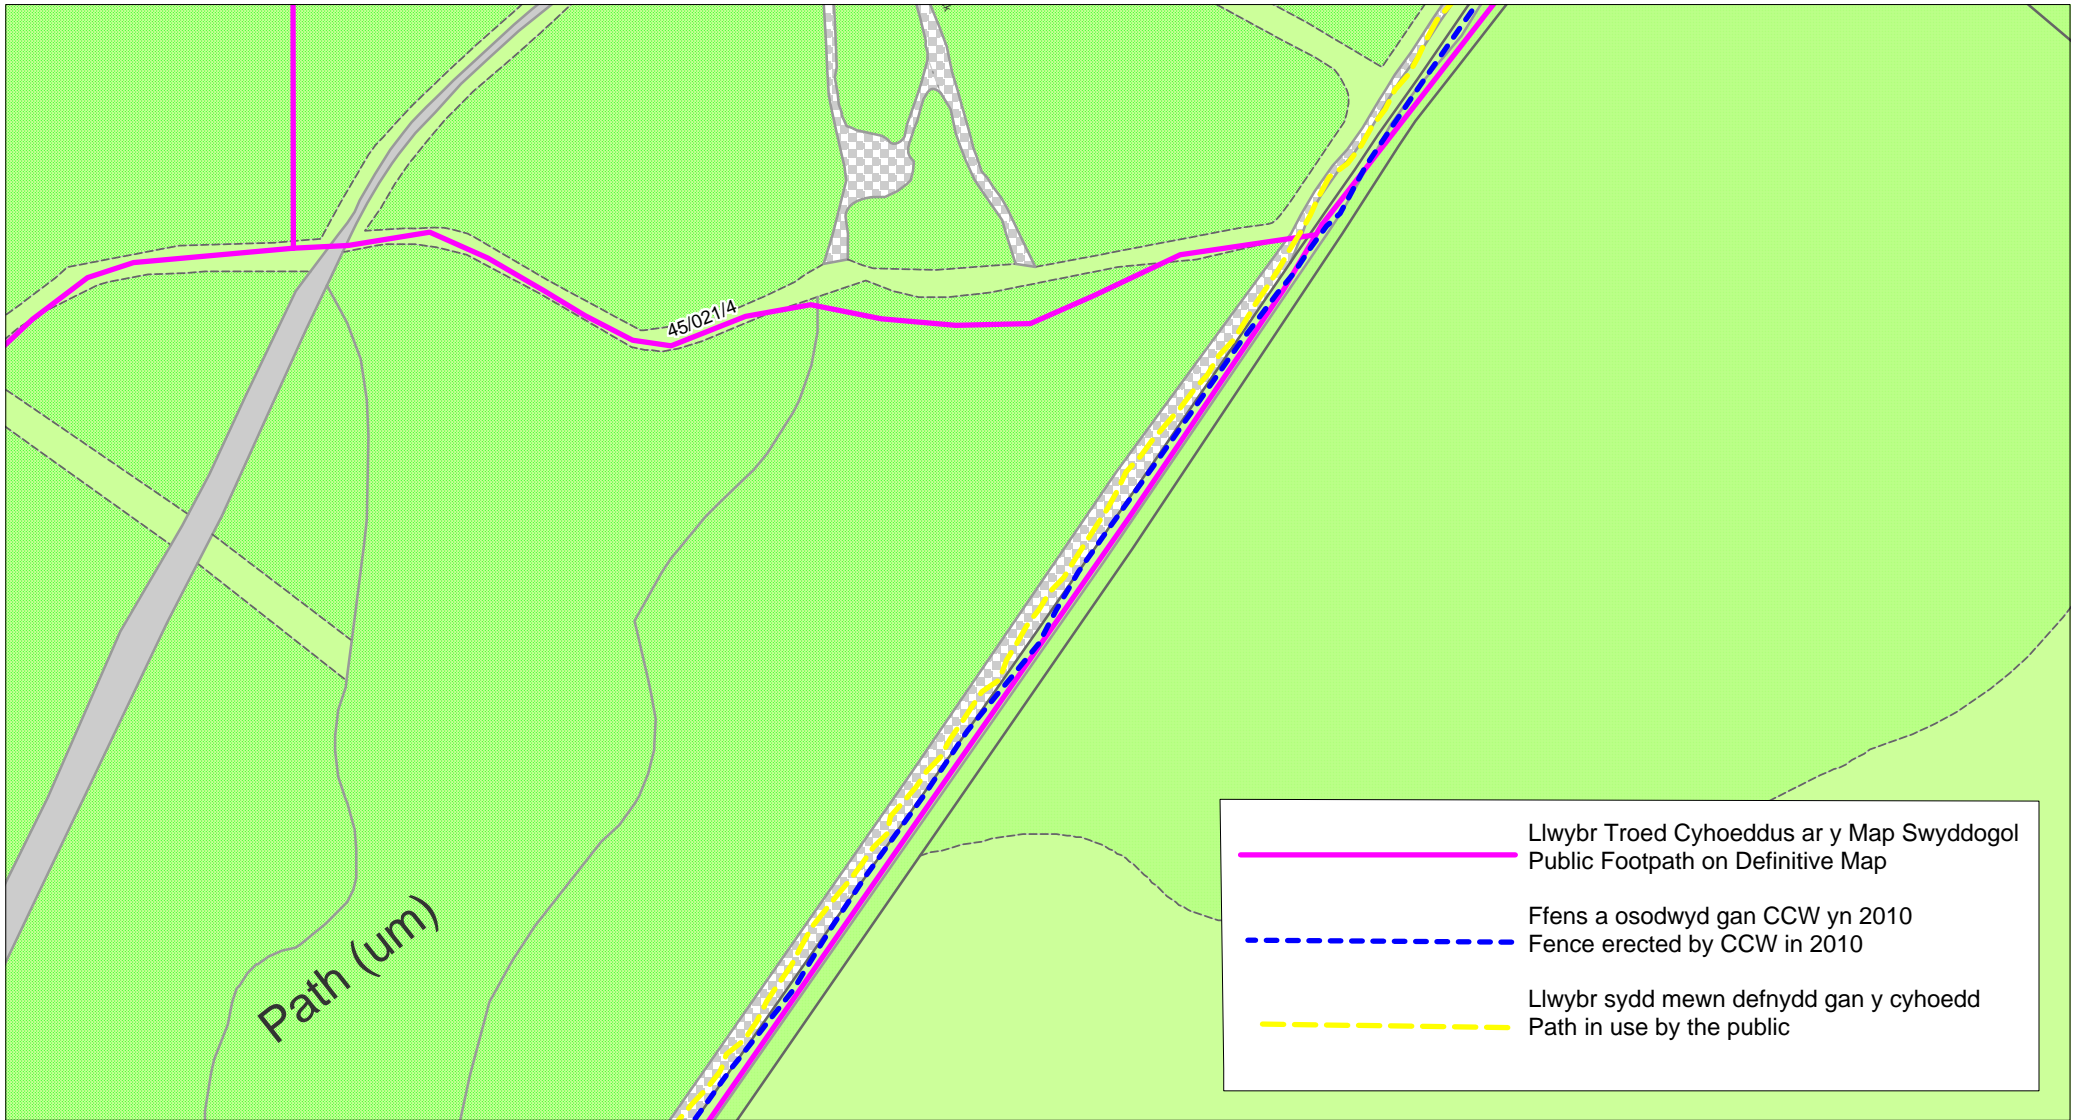 45/021/4
Path (um)
Llwybr Troed Cyhoeddus ar y Map Swyddogol
Public Footpath on Definitive Map
Ffens a osodwyd gan CCW yn 2010
Fence erected by CCW in 2010
Llwybr sydd mewn defnydd gan y cyhoedd
Path in use by the public